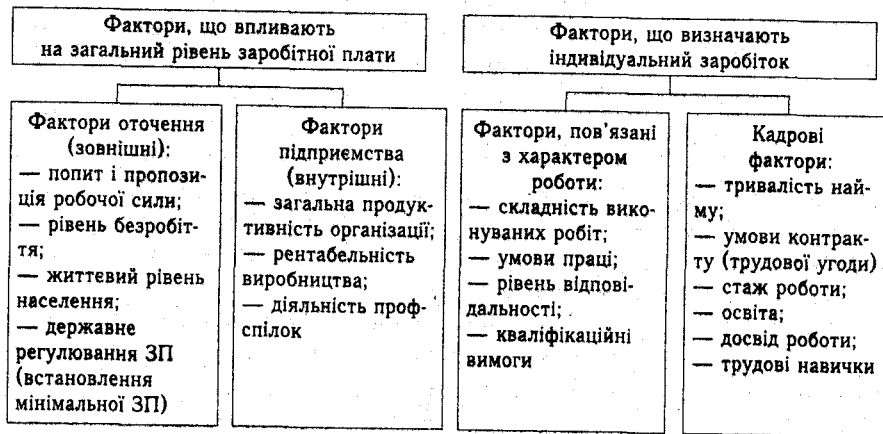 Фактори, що впливають
на загальний рівень заробітної плати
Фактори, що визначають
індивідуальний заробіток
Фактори оточення
(зовнішні):
— попит і пропози-
ція робочої сили;
— рівень безробіт-
тя;
— життєвий рівень
населення;
— державне
регулювання ЗП
(встановлення
мінімальної ЗП)
Фактори
підприємства
(внутрішні):
— загальна продук-
тивність організації;
— рентабельність
виробництва;
— діяльність проф-
спілок
Фактори, пов’язані
з характером
роботи:
— складність вико-
нуваних робіт;
— умови праці;
— рівень відпові-
дальності;
— кваліфікаційні
вимоги
Кадрові
фактори:
— тривалість най-
му;
— умови контрак-
ту (трудової угоди)
— стаж роботи;
— освіта;
— досвід роботи;
— трудові навички